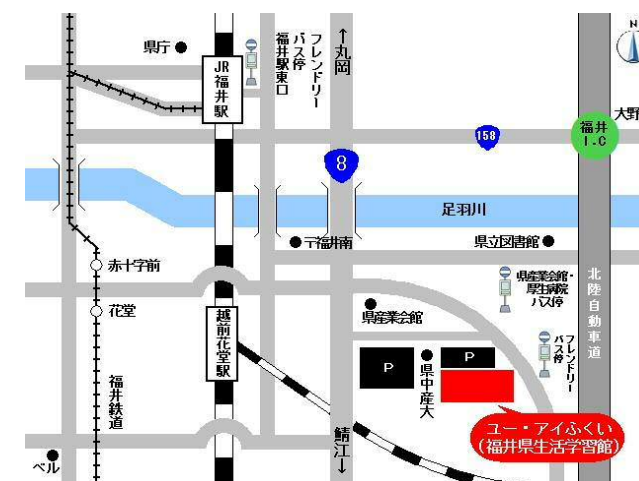 県庁
JR福井駅
福井駅東口
バス停
フレンドリー
↑丸岡
N
大野
福井
I.C
158
8
足羽川
〒福井南
県立図書館
赤十字前
県産業会館・
厚生病院
バス停
北陸自動車道
花堂
県産業会館
越前花堂駅
フレンドリー
バス停
P
P
県中産大
福井鉄道
ユー・アイふくい
(福井県生活学習館)
鯖江↓
ベル